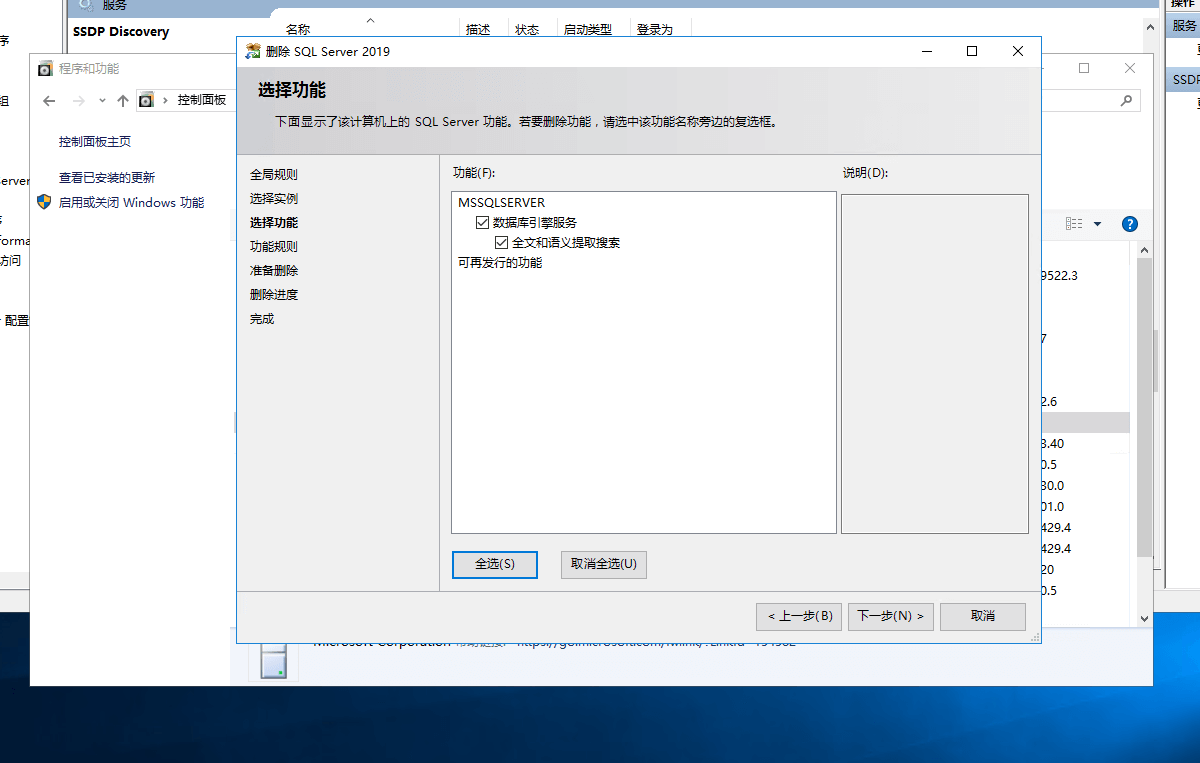 服务
操作
SSDP Discovery
名称
描述
状态
启动类型
登录为
服务
序
程序和功能
SSDP
组
控制面板
控制面板主页
查看已安装的更新
启用或关闭 Windows 功能
erver
forma
访问
配置
删除 SQL Server 2019
选择功能
下面显示了该计算机上的 SQL Server 功能。若要删除功能，请选中该功能名称旁边的复选框。
全局规则
选择实例
选择功能
功能规则
准备删除
删除进度
完成
功能(F):
MSSQLSERVER
数据库引擎服务
全文和语义提取搜索
可再发行的功能
说明(D):
全选(S)
取消全选(U)
< 上一步(B)
下一步(N) >
取消
9522.3
7
2.6
3.40
0.5
30.0
01.0
429.4
429.4
20
0.5